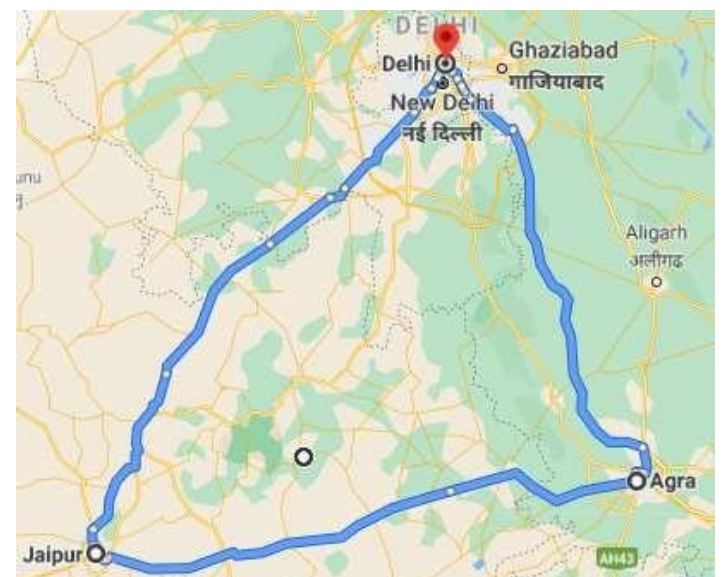 DELHI
Delhi
Ghaziabad
गाजियाबाद
New Delhi
नई दिल्ली
Aligarh
अलीगढ़
Agra
Jaipur
AH43